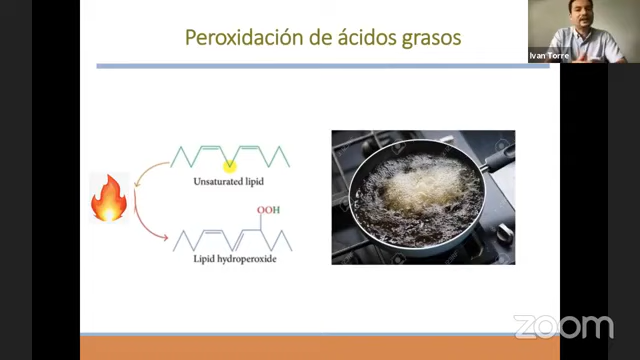 Peroxidación de ácidos grasos
Ivan Torre
Unsaturated lipid
OOH
Lipid hydroperoxide
zoom